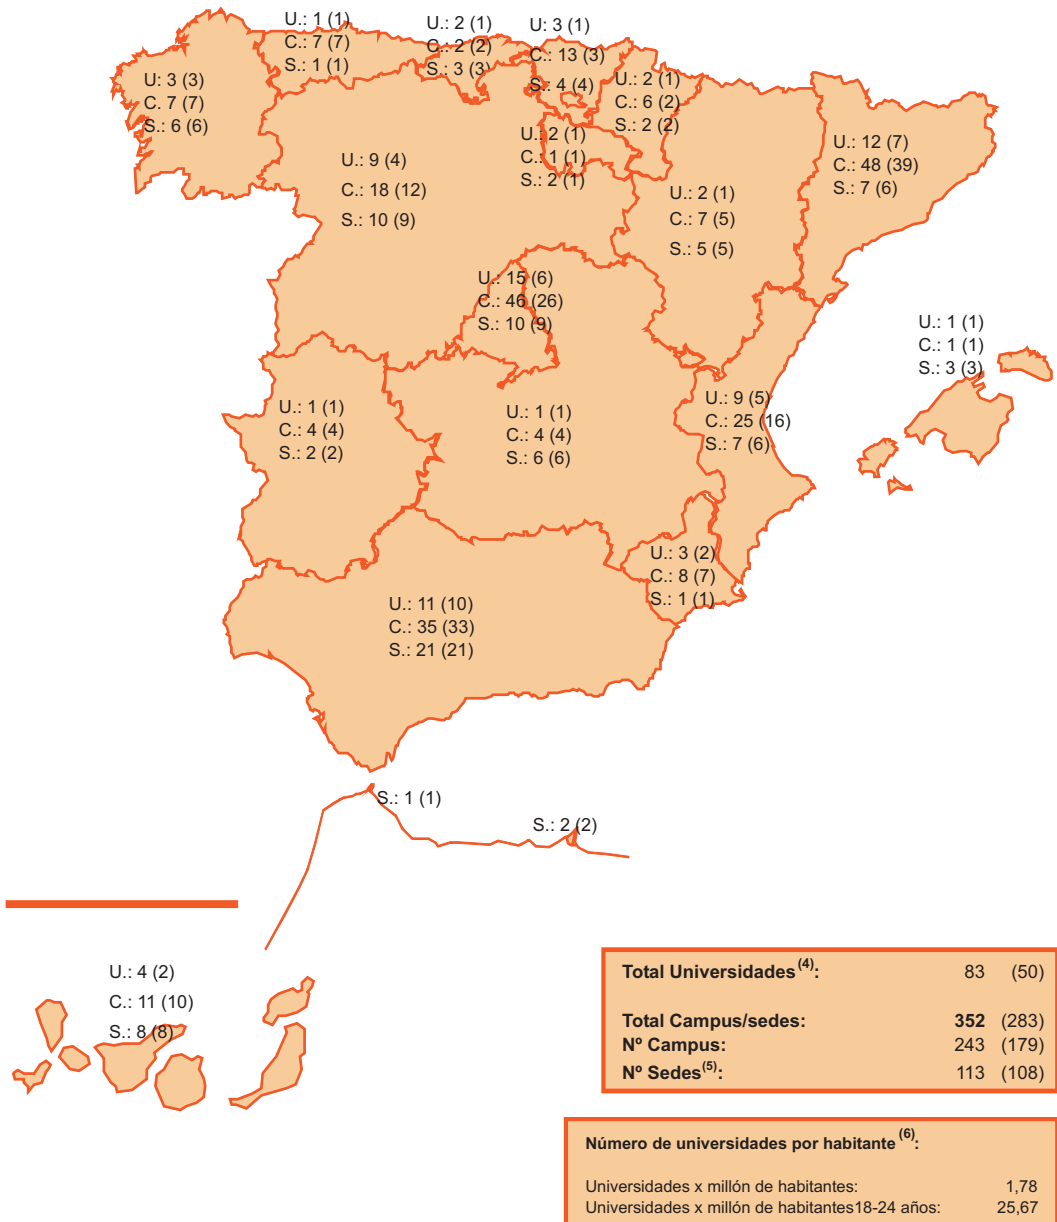 U.: 1 (1)
C.: 7 (7)
S.: 1 (1)
U.: 2 (1)
C.: 2 (2)
S.: 3 (3)
U: 3 (1)
C.: 13 (3)
S.: 4 (4)
U: 3 (3)
C. 7 (7)
S.: 6 (6)
U.: 2 (1)
C.: 6 (2)
S.: 2 (2)
U.: 2 (1)
C.: 1 (1)
S.: 2 (1)
U.: 9 (4)
C.: 18 (12)
S.: 10 (9)
U.: 12 (7)
C.: 48 (39)
S.: 7 (6)
U.: 2 (1)
C.: 7 (5)
S.: 5 (5)
U.: 15 (6)
C.: 46 (26)
S.: 10 (9)
U.: 1 (1)
C.: 1 (1)
S.: 3 (3)
U.: 1 (1)
C.: 4 (4)
S.: 2 (2)
U.: 1 (1)
C.: 4 (4)
S.: 6 (6)
U.: 9 (5)
C.: 25 (16)
S.: 7 (6)
U.: 3 (2)
C.: 8 (7)
S.: 1 (1)
U.: 11 (10)
C.: 35 (33)
S.: 21 (21)
S.: 1 (1)
S.: 2 (2)
U.: 4 (2)
C.: 11 (10)
S.: 8 (8)
Total Universidades (4): 83 (50)
Total Campus/sedes: 352 (283)
Nº Campus: 243 (179)
Nº Sedes(5): 113 (108)
Número de universidades por habitante (6):
Universidades x millón de habitantes: 1,78
Universidades x millón de habitantes18-24 años: 25,67